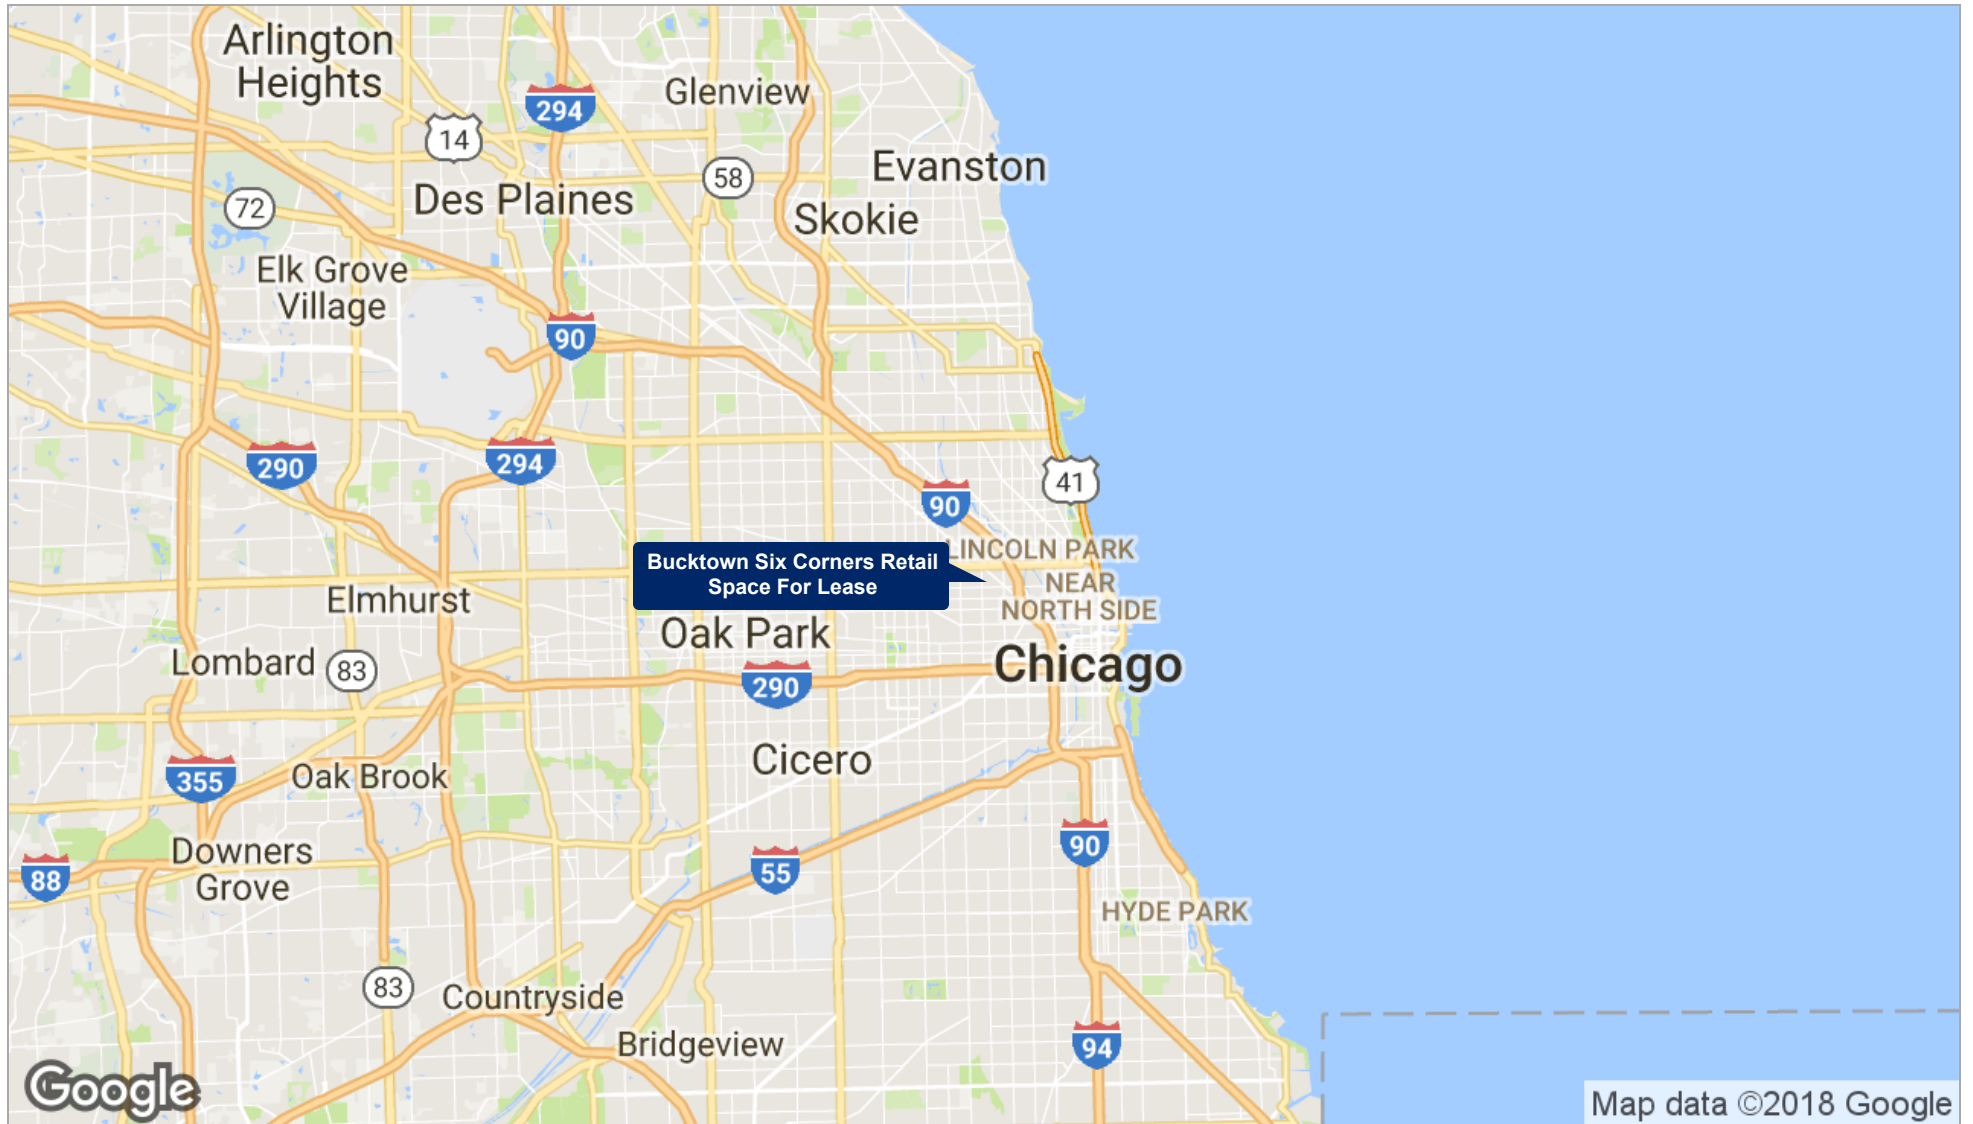 Arlington
Heights
294
Glenview
14
Evanston
58
Des Plaines
72
Skokie
Elk Grove
Village
90
290
294
41
90
LINCOLN PARK
Bucktown Six Corners Retail
Space For Lease
NEAR
NORTH SIDE
Elmhurst
Oak Park
Lombard
83
Chicago
290
Cicero
355
Oak Brook
90
Downers
Grove
88
55
HYDE PARK
83
Countryside
Bridgeview
94
Google
Map data ©2018 Google